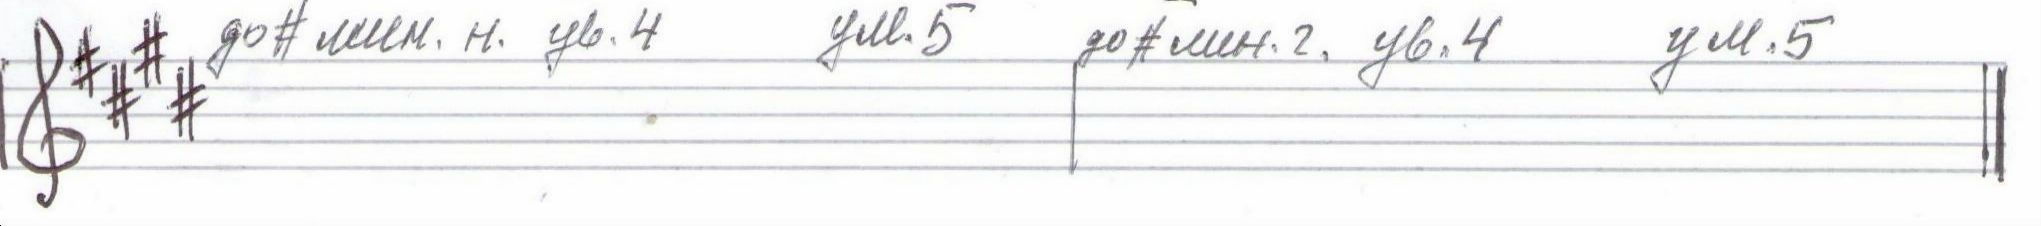 до# мин. н. ув. 4 ум. 5 до# мин. г. ув. 4 ум. 5